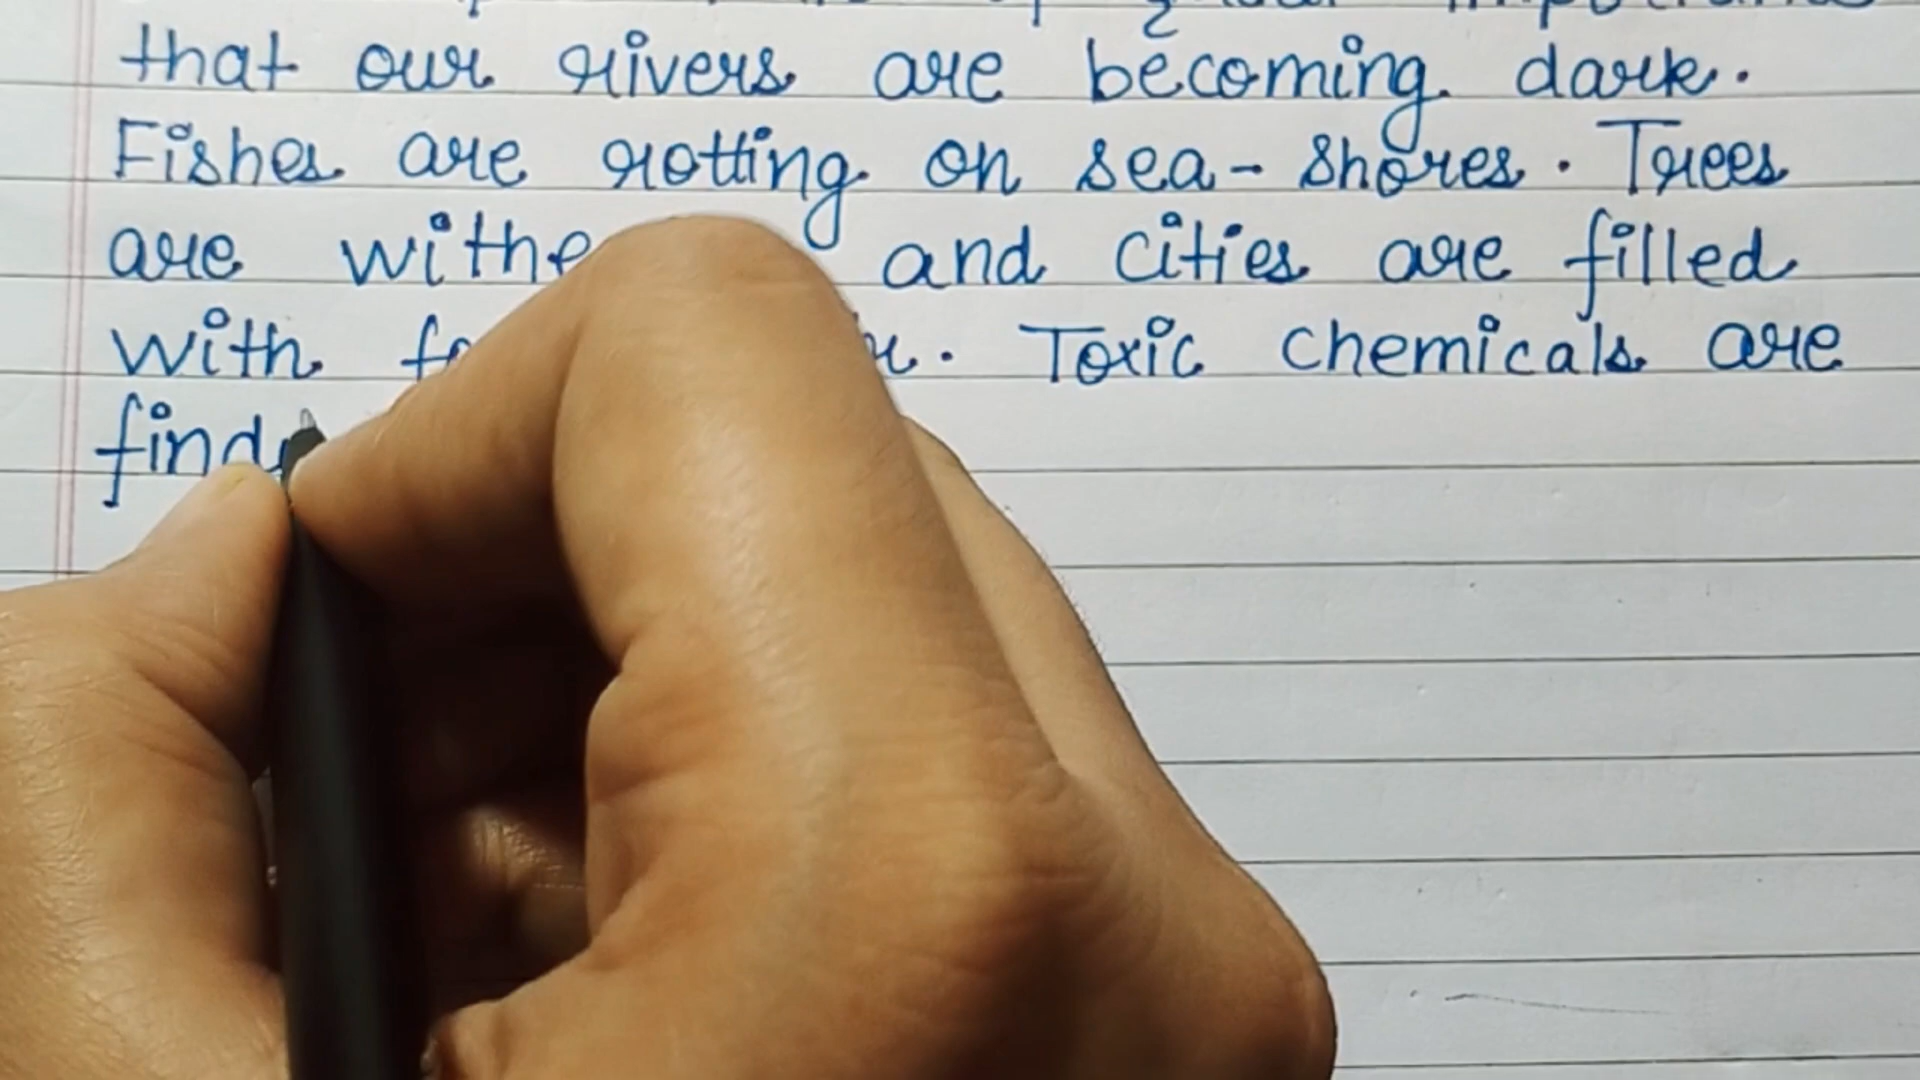 that our rivers are becoming dark.
Fishes are rotting on sea-shores. Trees
are and cities are filled
with Toxic chemicals are